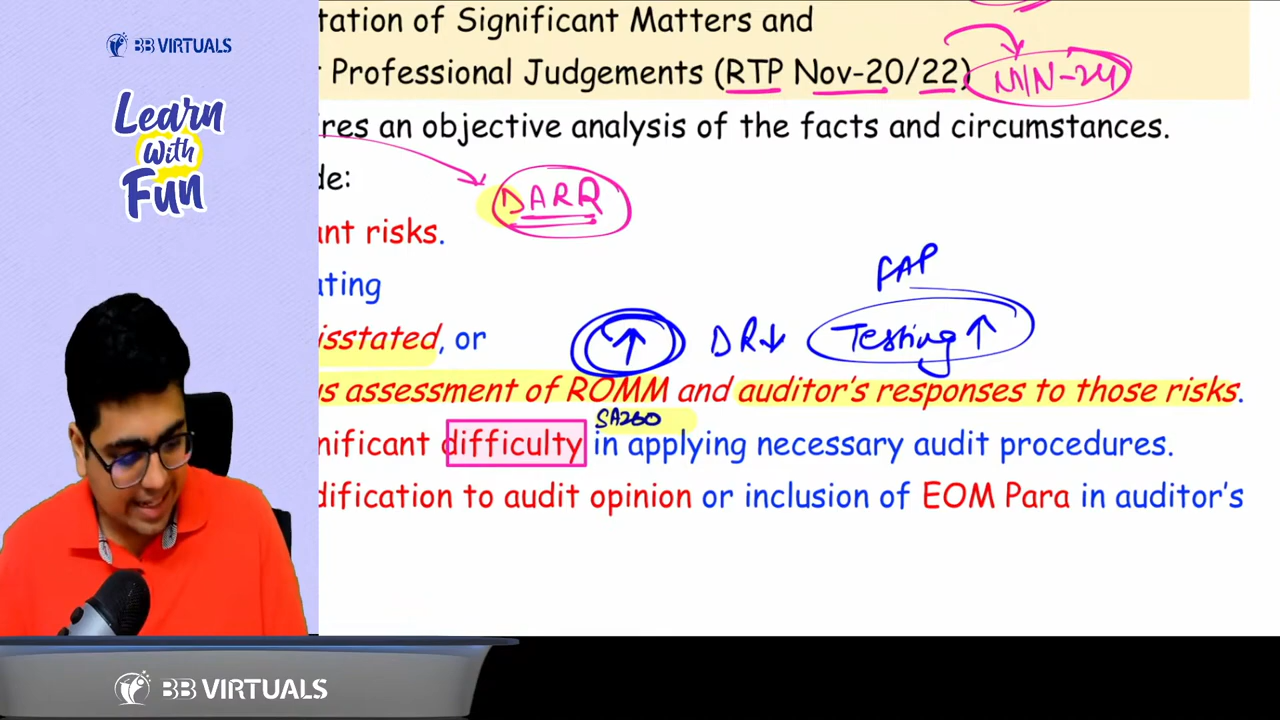 BB VIRTUALS
Learn
With
Fun
tation of Significant Matters and
t Professional Judgements (RTP Nov-20/22) M/N-24
ires an objective analysis of the facts and circumstances.
de:
DARR
ant risks.
ating
FAP
isstated, or
↑ DR↓ Testing ↑
us assessment of ROMM and auditor's responses to those risks.
SA260
nificant difficulty in applying necessary audit procedures.
dification to audit opinion or inclusion of EOM Para in auditor's
BB VIRTUALS